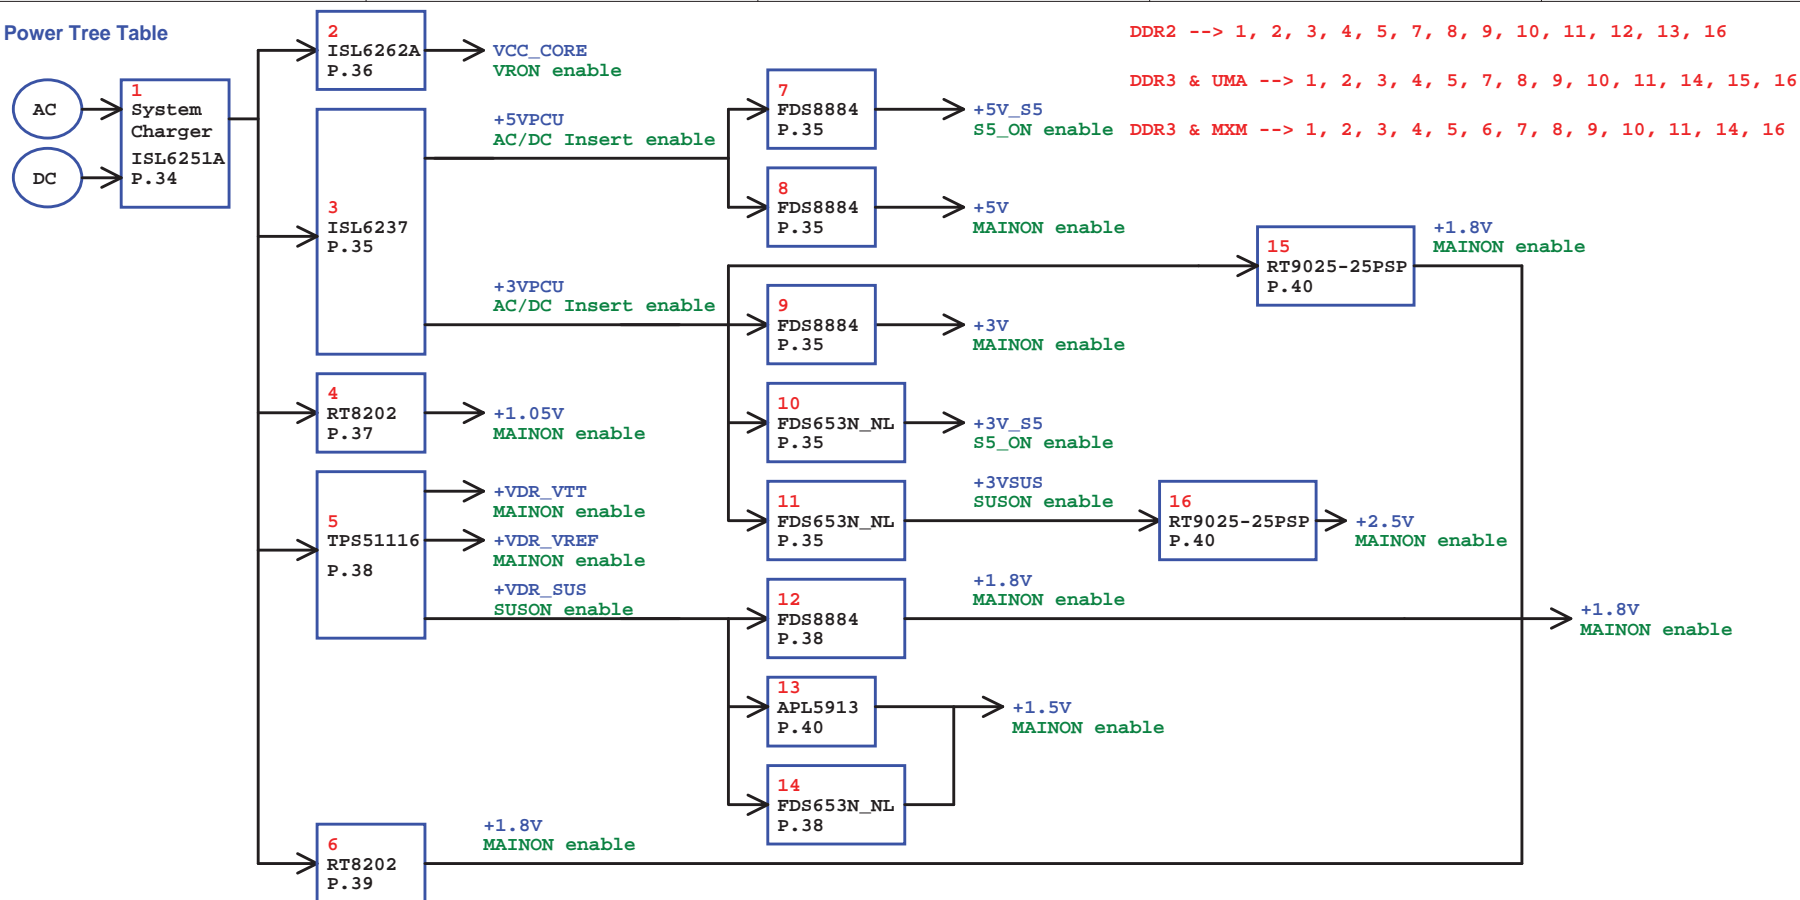 Power Tree Table
DDR2 --> 1, 2, 3, 4, 5, 7, 8, 9, 10, 11, 12, 13, 16
DDR3 & UMA --> 1, 2, 3, 4, 5, 7, 8, 9, 10, 11, 14, 15, 16
DDR3 & MXM --> 1, 2, 3, 4, 5, 6, 7, 8, 9, 10, 11, 14, 16
AC
DC
1
System
Charger
ISL6251A
P.34
2
ISL6262A
P.36
VCC_CORE
VRON enable
3
ISL6237
P.35
+5VPCU
AC/DC Insert enable
+3VPCU
AC/DC Insert enable
4
RT8202
P.37
+1.05V
MAINON enable
5
TPS51116
P.38
+VDR_VTT
MAINON enable
+VDR_VREF
MAINON enable
+VDR_SUS
SUSON enable
6
RT8202
P.39
+1.8V
MAINON enable
7
FDS8884
P.35
+5V_S5
S5_ON enable
8
FDS8884
P.35
+5V
MAINON enable
9
FDS8884
P.35
+3V
MAINON enable
10
FDS653N_NL
P.35
+3V_S5
S5_ON enable
11
FDS653N_NL
P.35
+3VSUS
SUSON enable
12
FDS8884
P.38
+1.8V
MAINON enable
13
APL5913
P.40
+1.5V
MAINON enable
14
FDS653N_NL
P.38
15
RT9025-25PSP
P.40
+1.8V
MAINON enable
16
RT9025-25PSP
P.40
+2.5V
MAINON enable
+1.8V
MAINON enable